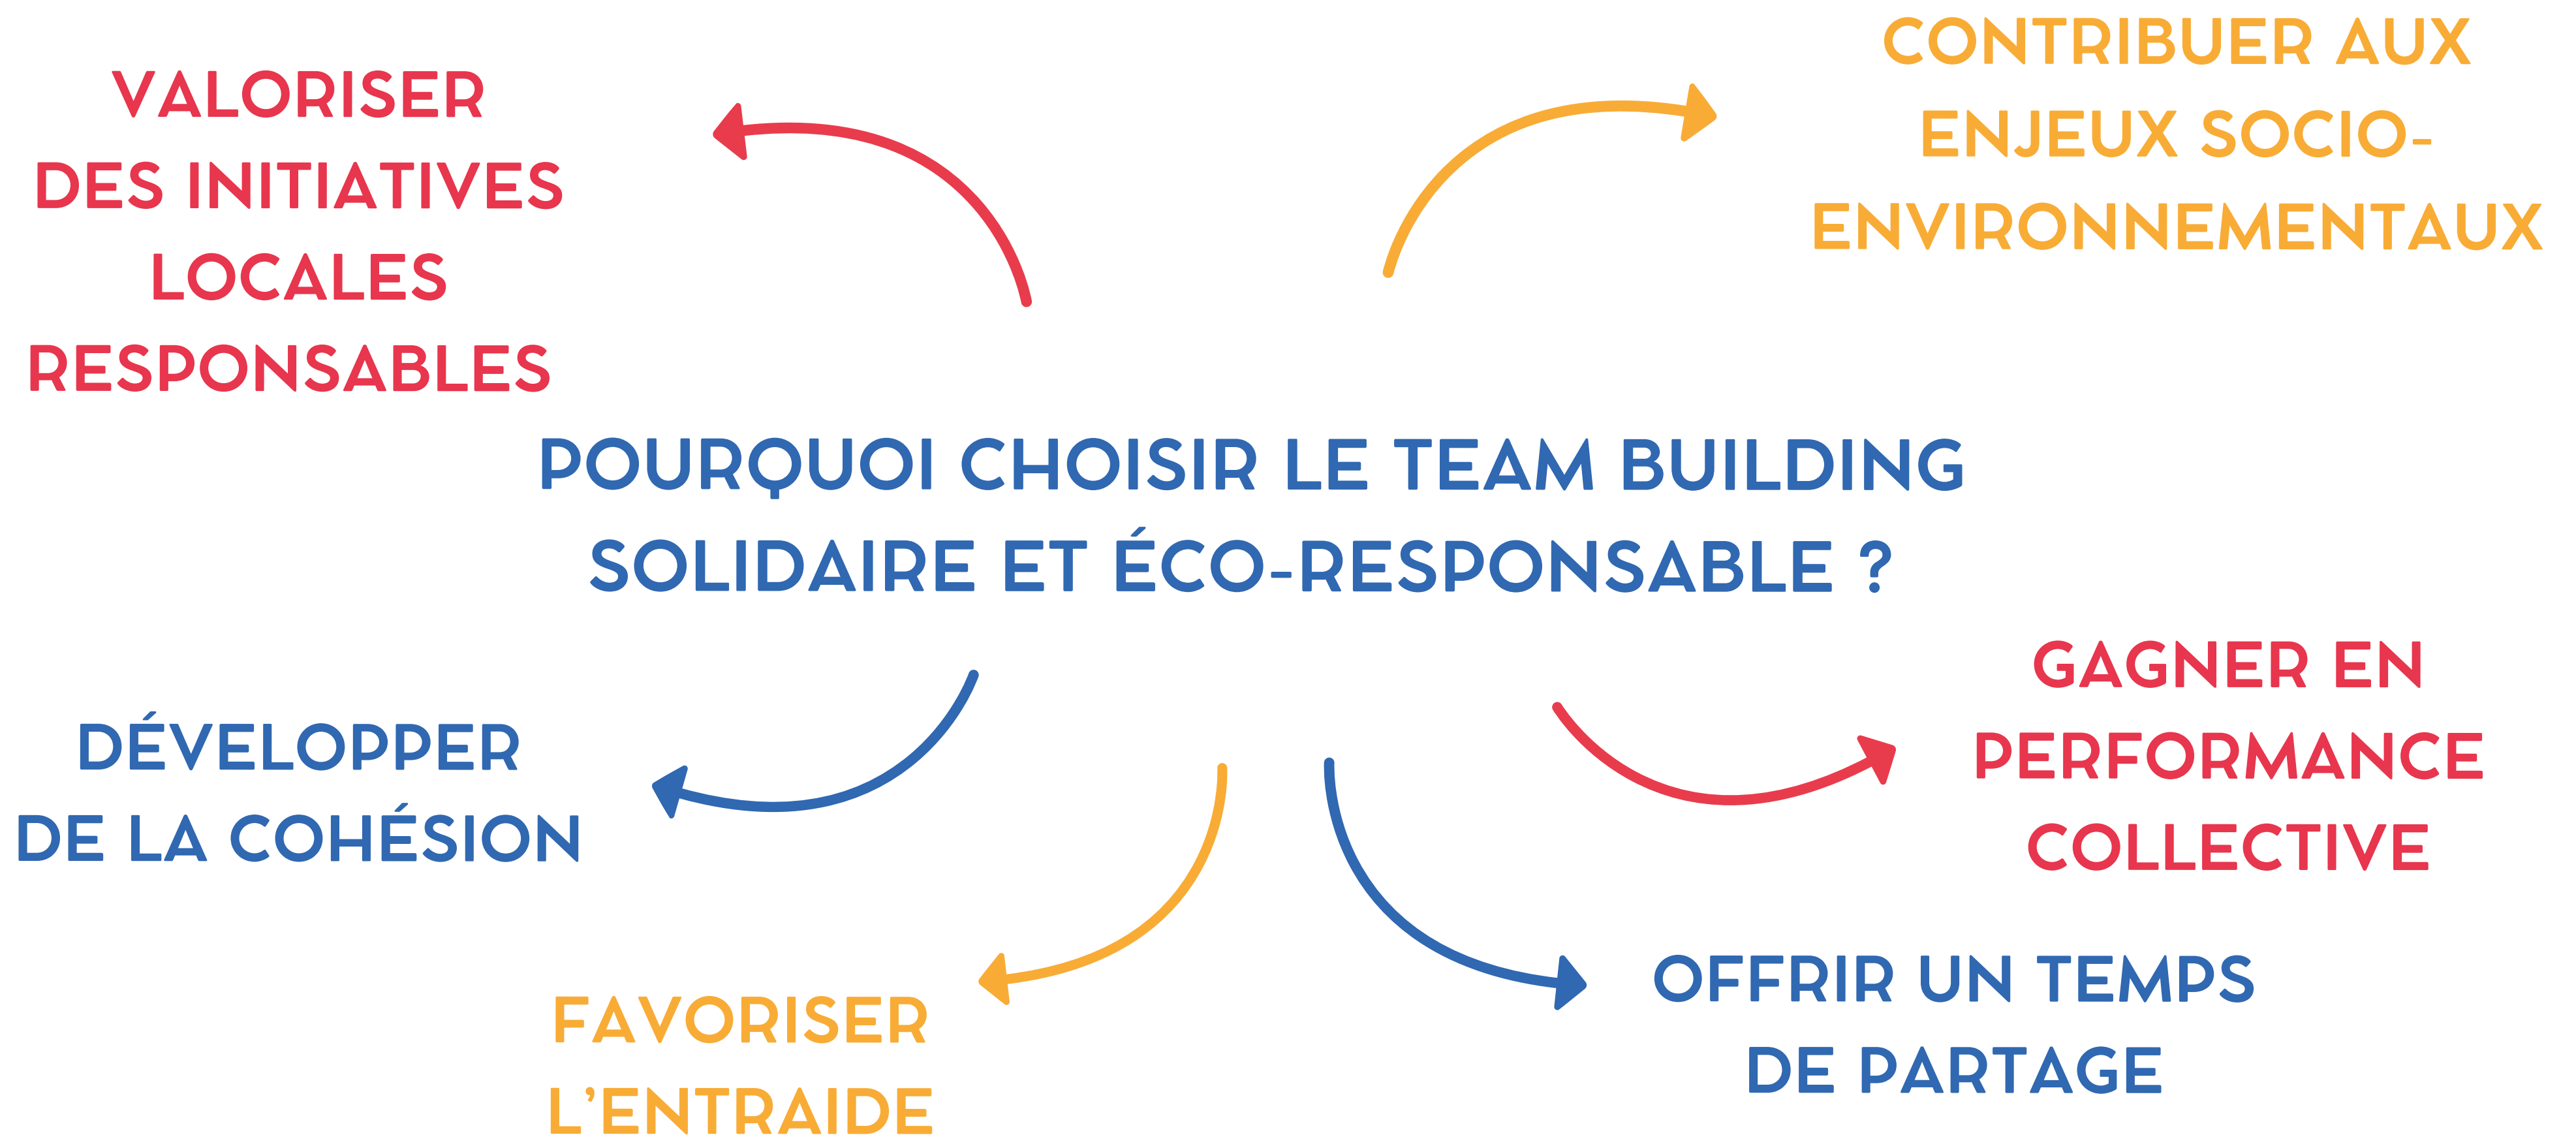 VALORISER
DES INITIATIVES
LOCALES
RESPONSABLES
CONTRIBUER AUX
ENJEUX SOCIO-
ENVIRONNEMENTAUX
POURQUOI CHOISIR LE TEAM BUILDING
SOLIDAIRE ET ÉCO-RESPONSABLE ?
DÉVELOPPER
DE LA COHÉSION
GAGNER EN
PERFORMANCE
COLLECTIVE
FAVORISER
L’ENTRAIDE
OFFRIR UN TEMPS
DE PARTAGE